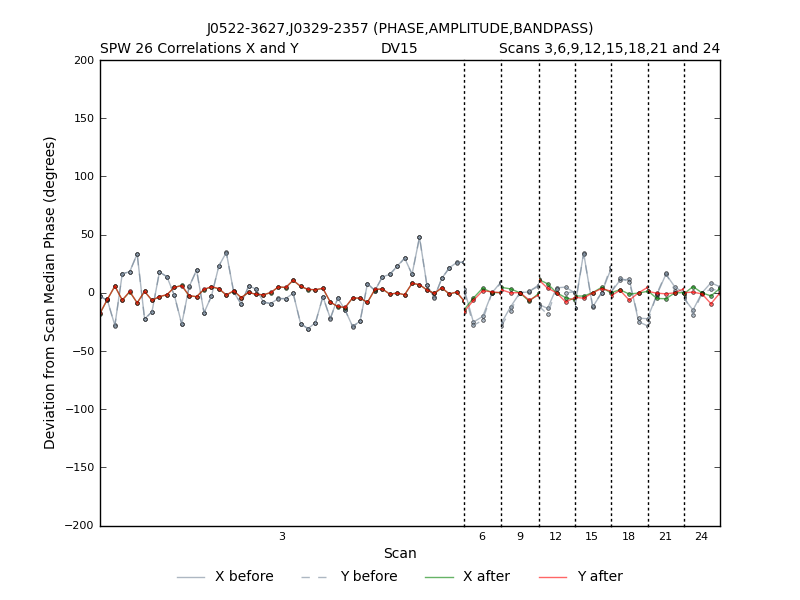 J0522-3627,J0329-2357 (PHASE,AMPLITUDE,BANDPASS)
SPW 26 Correlations X and Y DV15 Scans 3,6,9,12,15,18,21 and 24
200
150
100
50
0
−50
−100
−150
−200
Deviation from Scan Median Phase (degrees)
3 6 9 12 15 18 21 24
Scan
X before Y before X after Y after